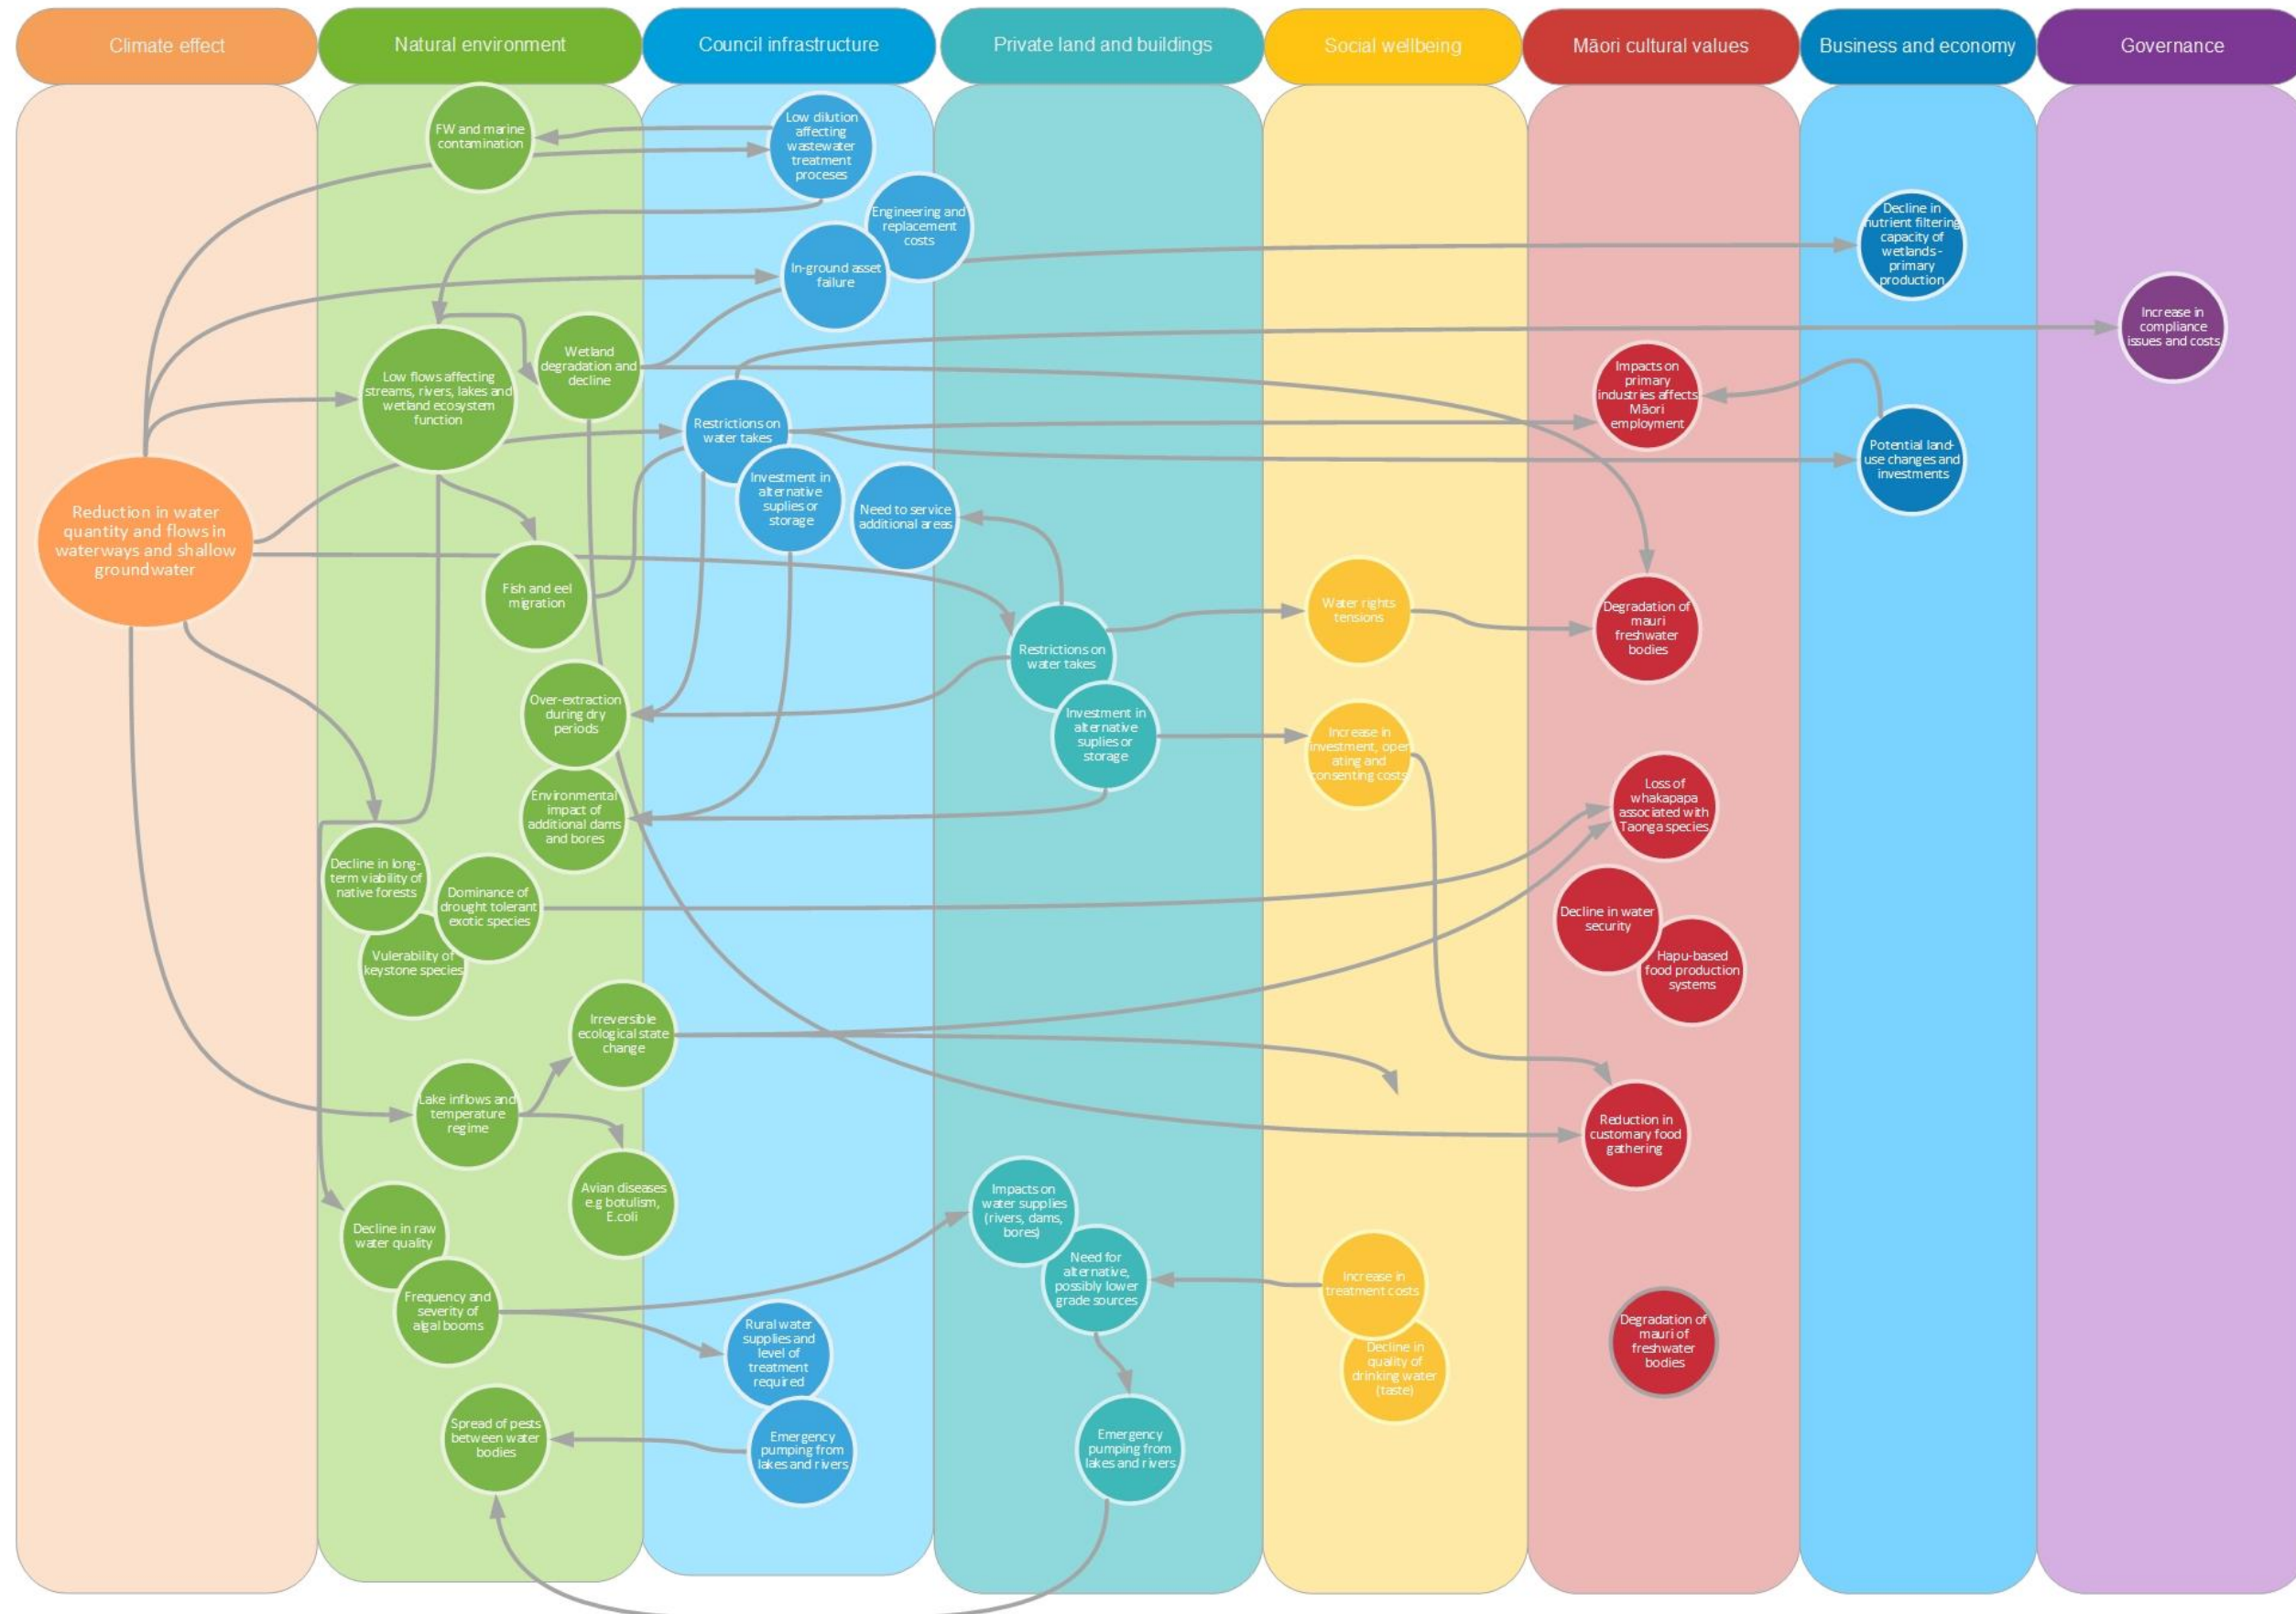 Climate effect
Natural environment
Council infrastructure
Private land and buildings
Social wellbeing
Māori cultural values
Business and economy
Governance
Reduction in water
quantity and flows in
waterways and shallow
groundwater
FW and marine
contamination
Low flows affecting
streams, rivers, lakes and
wetland ecosystem
function
Wetland
degradation and
decline
Fish and eel
migration
Over-extraction
during dry
periods
Environmental
impact of
additional dams
and bores
Decline in long-
term viability of
native forests
Dominance of
drought tolerant
exotic species
Vulerability of
keystone species
Irreversible
ecological state
change
Lake inflows and
temperature
regime
Avian diseases
e.g botulism,
E.coli
Decline in raw
water quality
Frequency and
severity of
algal booms
Spread of pests
between water
bodies
Low dilution
affecting
wastewater
treatment
proceses
Engineering and
replacement
costs
In-ground asset
failure
Restrictions on
water takes
Investment in
alternative
suplies or
storage
Need to service
additional areas
Rural water
supplies and
level of
treatment
required
Emergency
pumping from
lakes and rivers
Restrictions on
water takes
Investment in
alternative
suplies or
storage
Impacts on
water supplies
(rivers, dams,
bores)
Need for
alternative,
possibly lower
grade sources
Emergency
pumping from
lakes and rivers
Water rights
tensions
Increase in
investment, oper
ating and
consenting costs
Increase in
treatment costs
Decline in
quality of
drinking water
(taste)
Impacts on
primary
industries affects
Māori
employment
Degradation of
mauri
freshwater
bodies
Loss of
whakapapa
associated with
Taonga species
Decline in water
security
Hapu-based
food production
systems
Reduction in
customary food
gathering
Degradation of
mauri of
freshwater
bodies
Decline in
nutrient filtering
capacity of
wetlands-
primary
production
Potential land-
use changes and
investments
Increase in
compliance
issues and costs